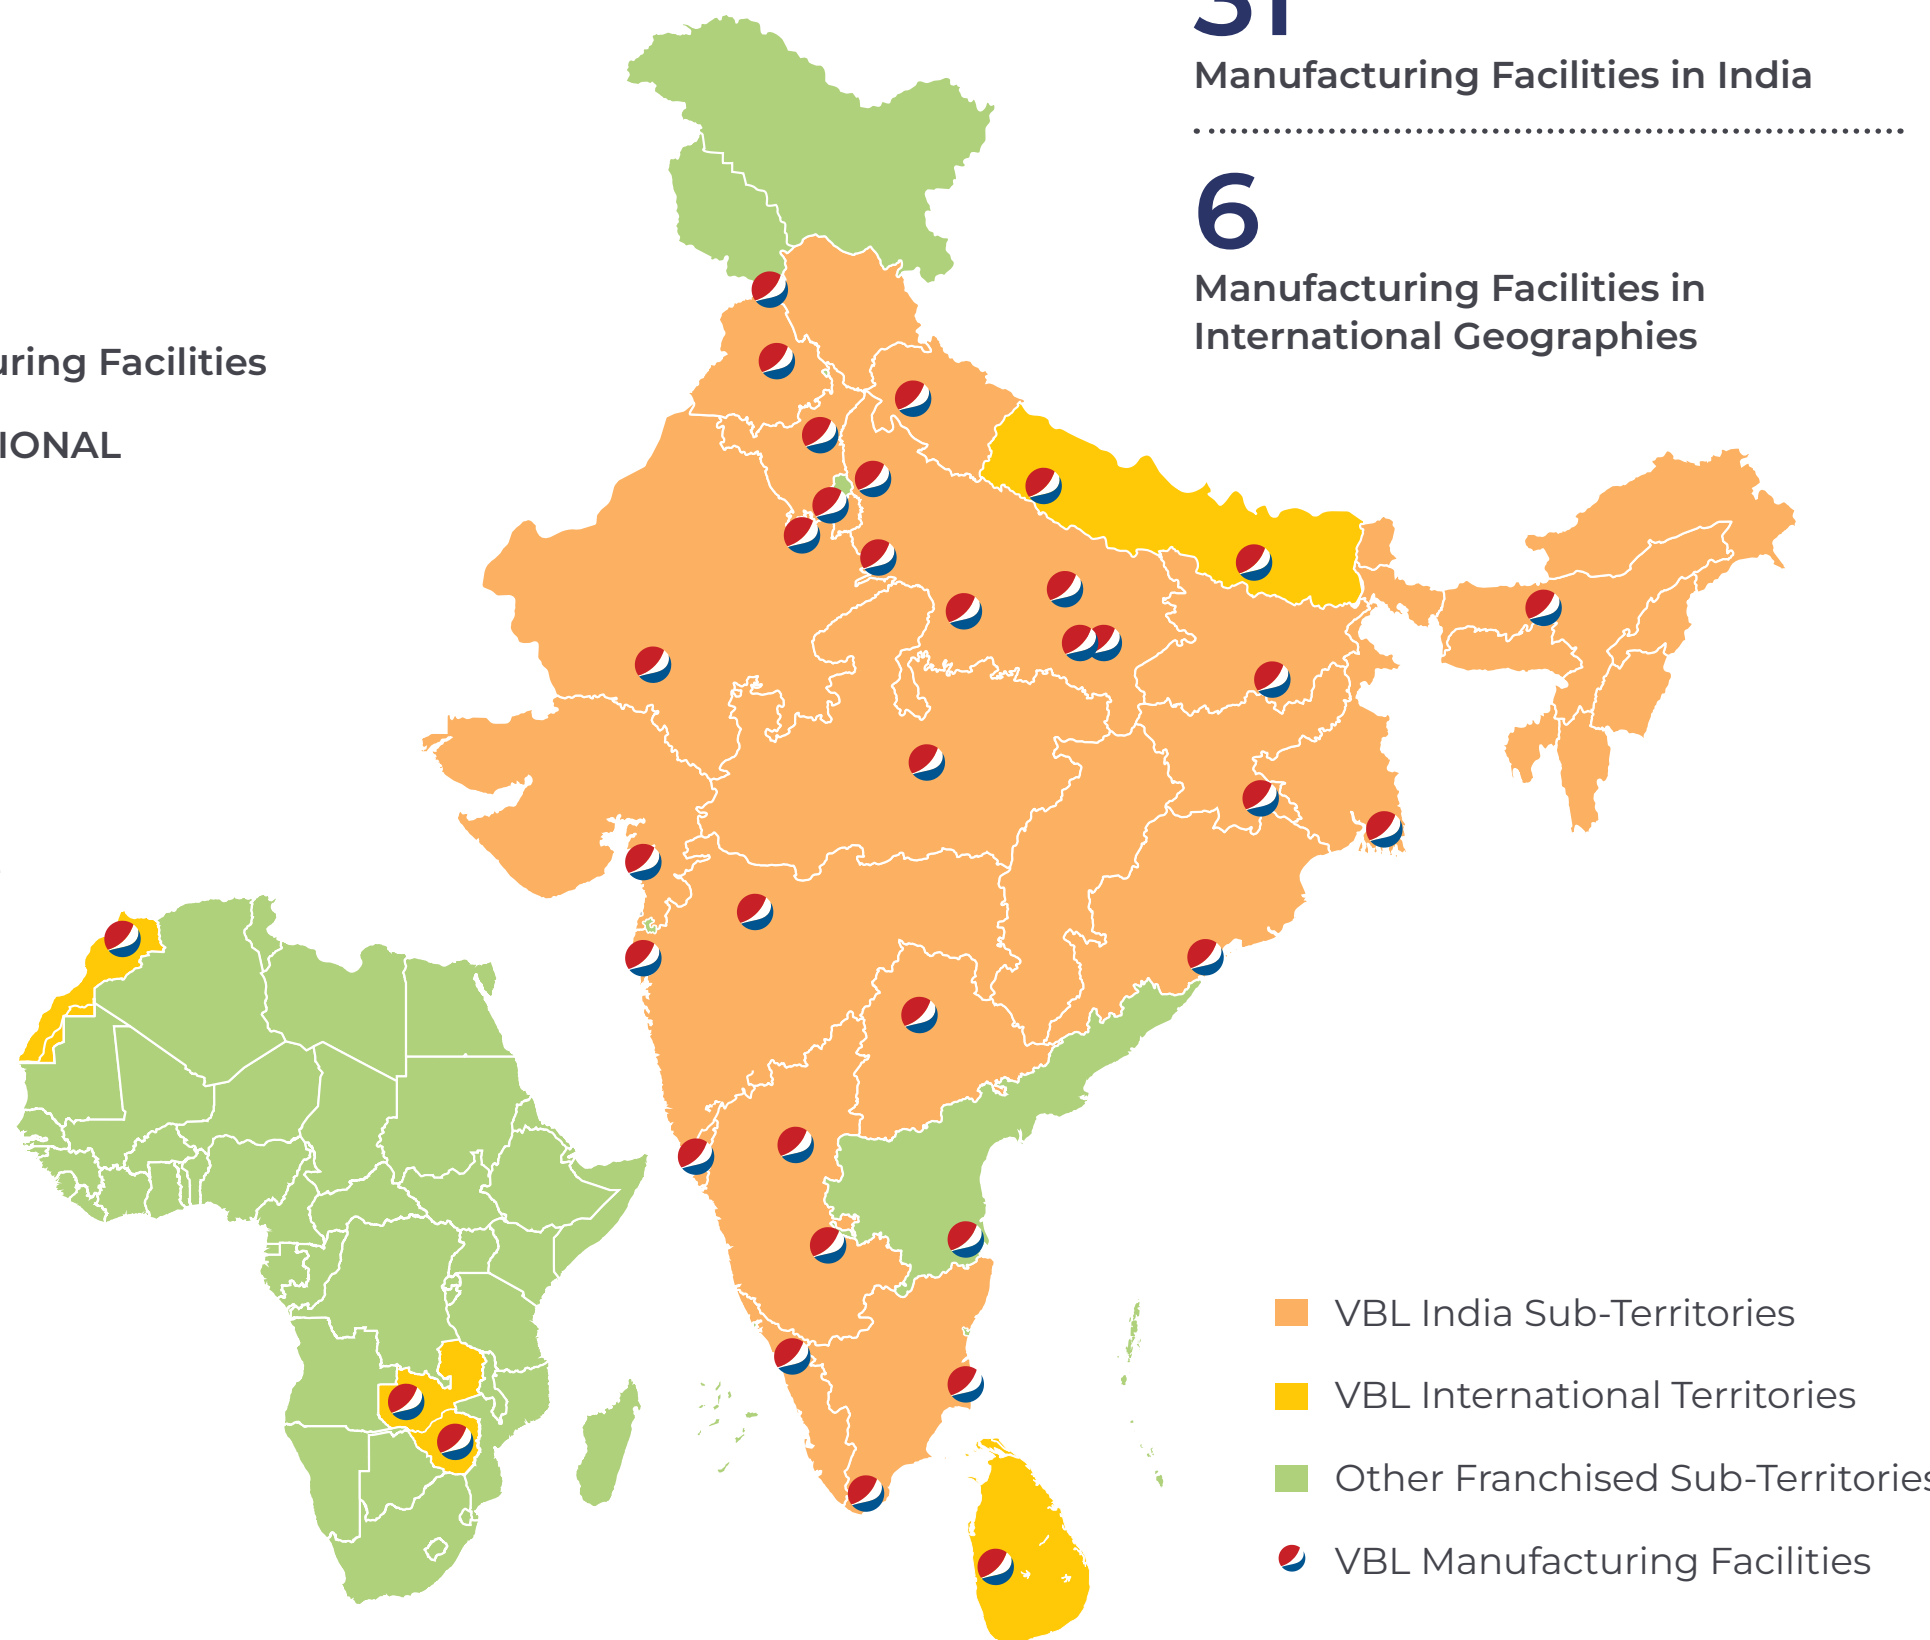 31
Manufacturing Facilities in India
6
Manufacturing Facilities in
International Geographies
uring Facilities
IONAL
VBL India Sub-Territories
VBL International Territories
Other Franchised Sub-Territories
VBL Manufacturing Facilities